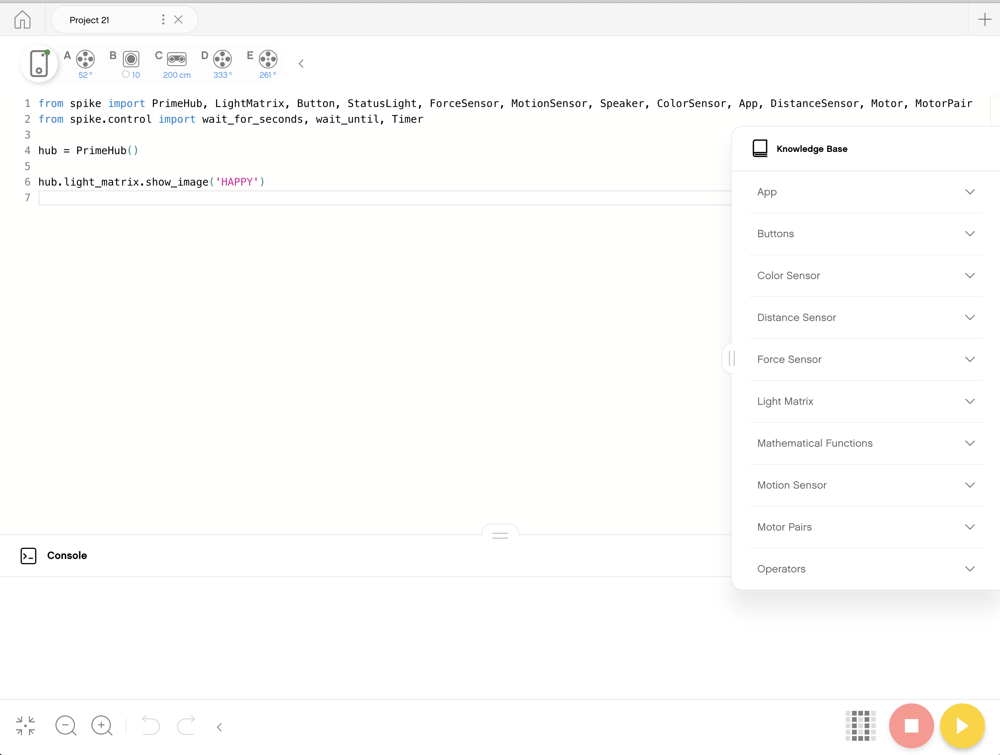 Project 21
A B C D E
52° 10 200 cm 333° 261°
1 from spike import PrimeHub, LightMatrix, Button, StatusLight, ForceSensor, MotionSensor, Speaker, ColorSensor, App, DistanceSensor, Motor, MotorPair
2 from spike.control import wait_for_seconds, wait_until, Timer
3
4 hub = PrimeHub()
5
6 hub.light_matrix.show_image('HAPPY')
7
Knowledge Base
App
Buttons
Color Sensor
Distance Sensor
Force Sensor
Light Matrix
Mathematical Functions
Motion Sensor
Motor Pairs
Operators
Console
0